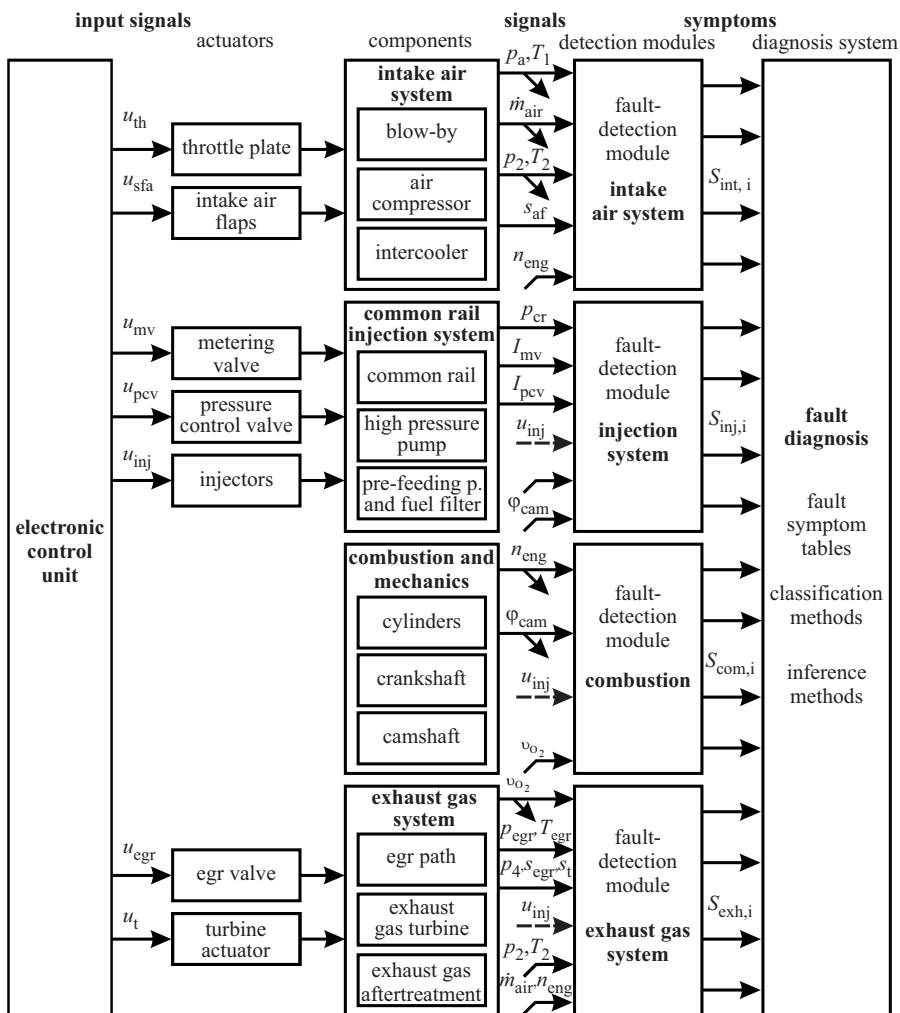 input signals
signals
symptoms
actuators
components
detection modules
diagnosis system
electronic
control
unit
u_th
u_sfa
throttle plate
intake air
flaps
intake air
system
blow-by
air
compressor
intercooler
p_a, T_1
ṁ_air
p_2, T_2
s_af
n_eng
fault-
detection
module
intake
air system
S_int, i
u_mv
u_pcv
u_inj
metering
valve
pressure
control valve
injectors
common rail
injection system
common rail
high pressure
pump
pre-feeding p.
and fuel filter
p_cr
I_mv
I_pcv
u_inj
φ_cam
fault-
detection
module
injection
system
S_inj,i
combustion and
mechanics
cylinders
crankshaft
camshaft
n_eng
φ_cam
u_inj
υ_O2
fault-
detection
module
combustion
S_com,i
u_egr
u_t
egr valve
turbine
actuator
exhaust gas
system
egr path
exhaust
gas turbine
exhaust gas
aftertreatment
υ_O2
p_egr, T_egr
p_4, s_egr, s_t
u_inj
p_2, T_2
ṁ_air, n_eng
fault-
detection
module
exhaust gas
system
S_exh,i
fault
diagnosis
fault
symptom
tables
classification
methods
inference
methods